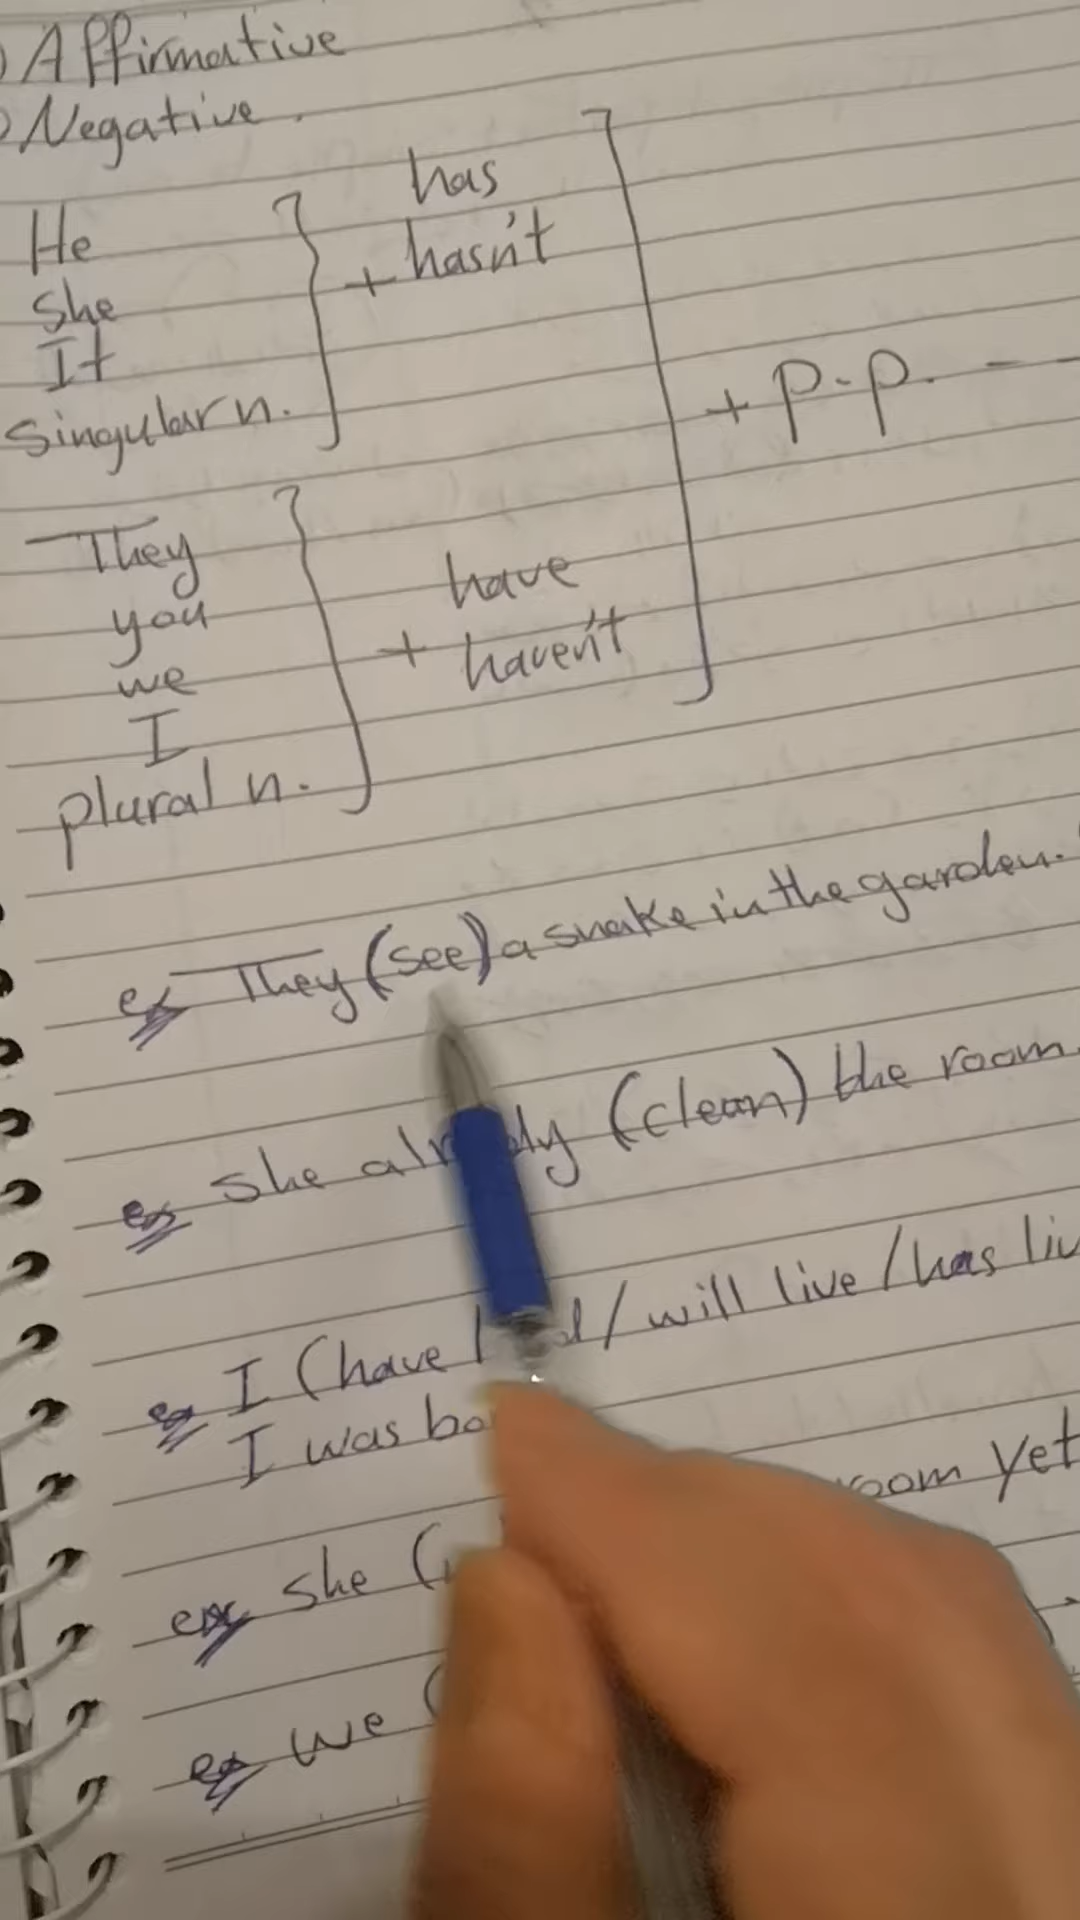 ) Affirmative
) Negative.
He
She
It
Singular n.
+
has
hasn't
They
you
we
I
plural n.
+
have
haven't
+ P.P. - -
ex They (see) a snake in the garden.
ex she already (clean) the room.
ex I (have / will live / has
I was
room yet
ex she (
ex we (